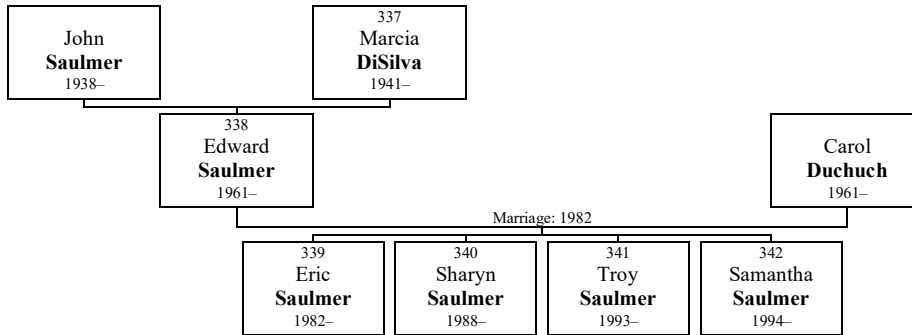 John
Saulmer
1938–
337
Marcia
DiSilva
1941–
338
Edward
Saulmer
1961–
Carol
Duchuch
1961–
Marriage: 1982
339
Eric
Saulmer
1982–
340
Sharyn
Saulmer
1988–
341
Troy
Saulmer
1993–
342
Samantha
Saulmer
1994–